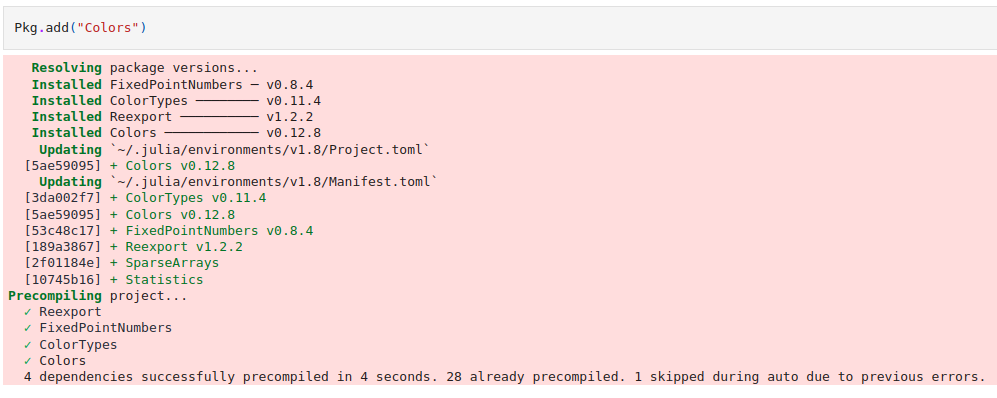 Pkg.add("Colors")
Resolving package versions...
Installed FixedPointNumbers ─ v0.8.4
Installed ColorTypes ──────── v0.11.4
Installed Reexport ────────── v1.2.2
Installed Colors ──────────── v0.12.8
Updating `~/.julia/environments/v1.8/Project.toml`
[5ae59095] + Colors v0.12.8
Updating `~/.julia/environments/v1.8/Manifest.toml`
[3da002f7] + ColorTypes v0.11.4
[5ae59095] + Colors v0.12.8
[53c48c17] + FixedPointNumbers v0.8.4
[189a3867] + Reexport v1.2.2
[2f01184e] + SparseArrays
[10745b16] + Statistics
Precompiling project...
✓ Reexport
✓ FixedPointNumbers
✓ ColorTypes
✓ Colors
4 dependencies successfully precompiled in 4 seconds. 28 already precompiled. 1 skipped during auto due to previous errors.